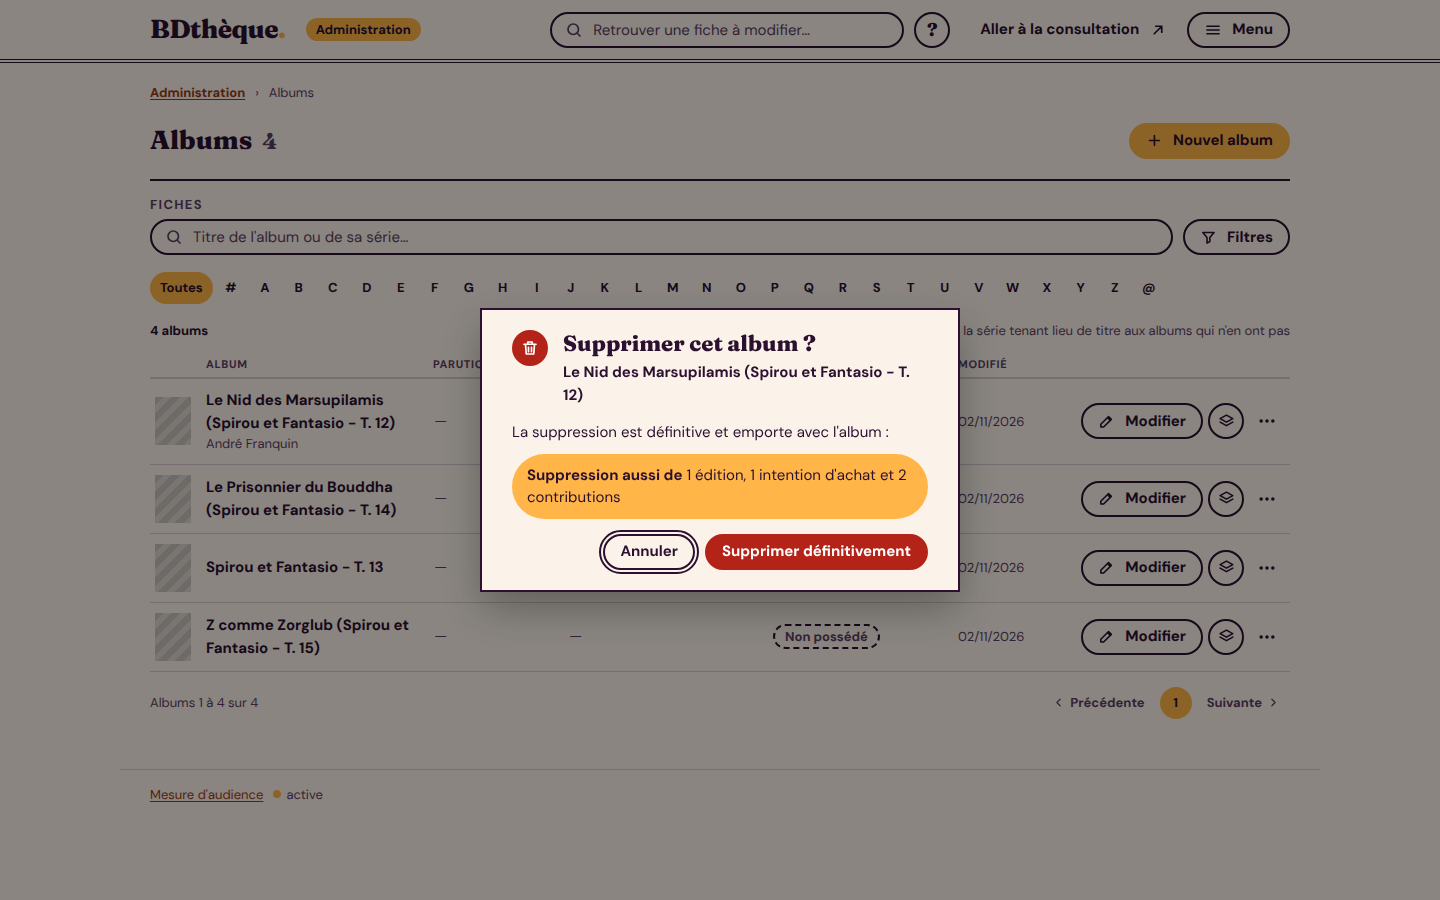 BDthèque.
Administration
Retrouver une fiche à modifier...
?
Aller à la consultation
Menu
Administration › Albums
Albums 4
Nouvel album
FICHES
Titre de l'album ou de sa série...
Filtres
Toutes # A B C D E F G H I J K L M N O P Q R S T U V W X Y Z @
4 albums
la série tenant lieu de titre aux albums qui n'en ont pas
ALBUM
MODIFIÉ
Le Nid des Marsupilamis
(Spirou et Fantasio - T. 12)
André Franquin
—
02/11/2026
Modifier
Le Prisonnier du Bouddha
(Spirou et Fantasio - T. 14)
—
02/11/2026
Modifier
Spirou et Fantasio - T. 13
—
02/11/2026
Modifier
Z comme Zorglub (Spirou et
Fantasio - T. 15)
—
—
Non possédé
02/11/2026
Modifier
Supprimer cet album ?
Le Nid des Marsupilamis (Spirou et Fantasio - T.
12)
La suppression est définitive et emporte avec l'album :
Suppression aussi de 1 édition, 1 intention d'achat et 2
contributions
Annuler
Supprimer définitivement
Albums 1 à 4 sur 4
Précédente
1
Suivante
Mesure d'audience
active